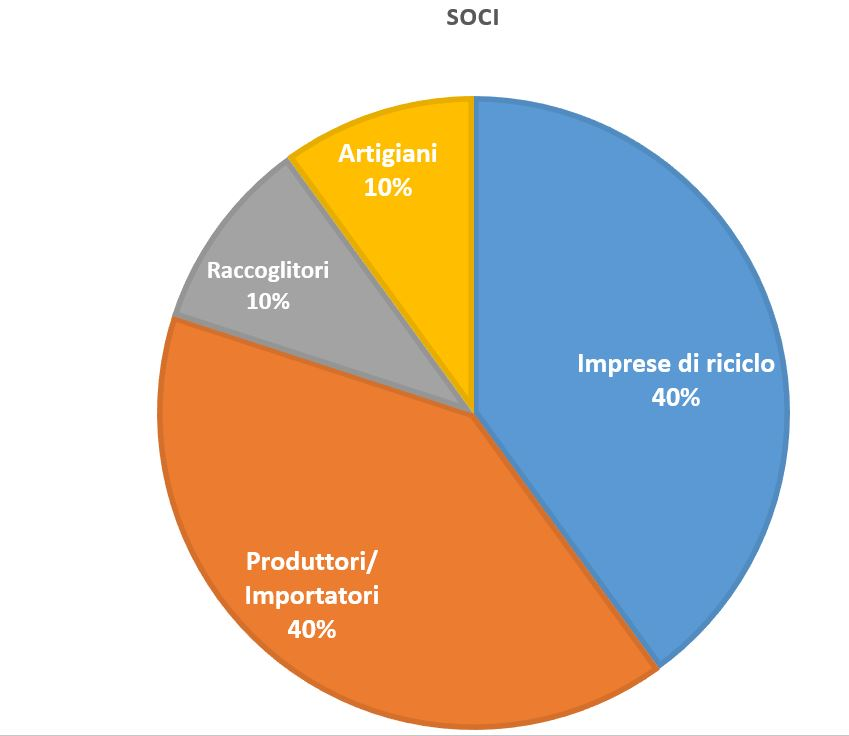 SOCI
Artigiani
10%
Raccoglitori
10%
Imprese di riciclo
40%
Produttori/
Importatori
40%